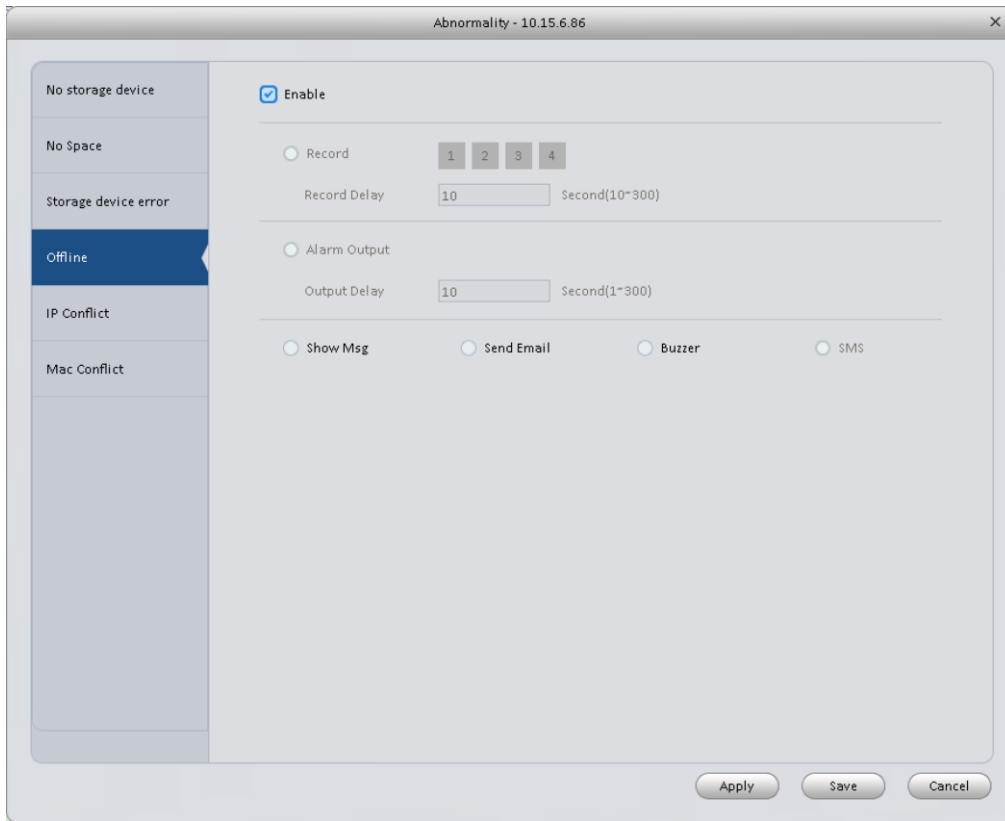 Abnormality - 10.15.6.86
No storage device
No Space
Storage device error
Offline
IP Conflict
Mac Conflict
Enable
Record 1 2 3 4
Record Delay 10 Second(10~300)
Alarm Output
Output Delay 10 Second(1~300)
Show Msg Send Email Buzzer SMS
Apply Save Cancel